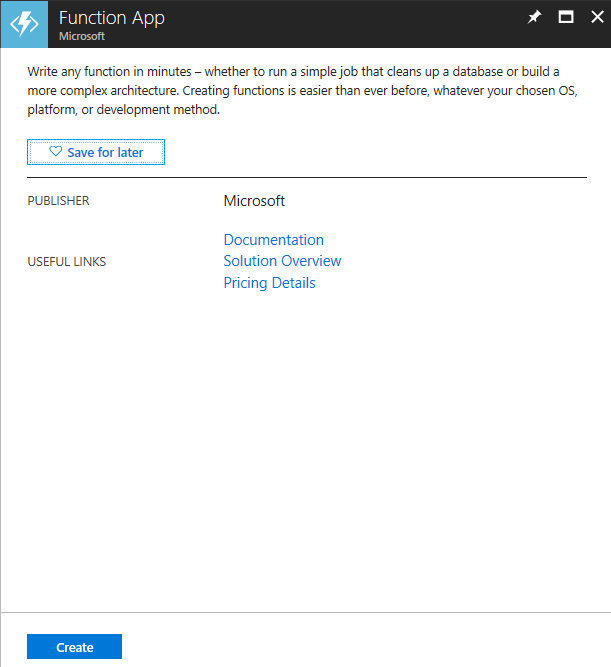 Function App
Microsoft
Write any function in minutes – whether to run a simple job that cleans up a database or build a
more complex architecture. Creating functions is easier than ever before, whatever your chosen OS,
platform, or development method.
Save for later
PUBLISHER Microsoft
Documentation
USEFUL LINKS Solution Overview
Pricing Details
Create